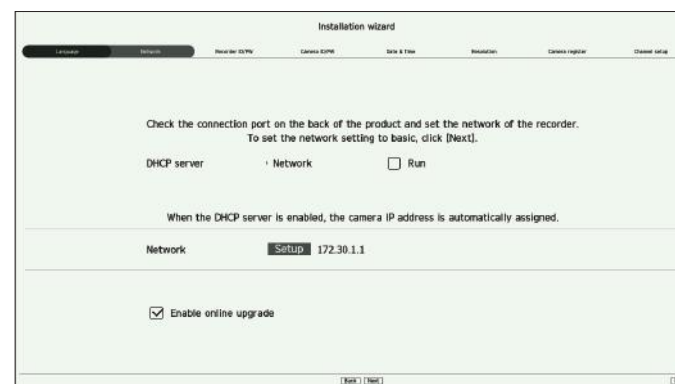 Installation wizard
Language Network Recorder ID/PW Camera ID/PW Date & Time Resolution Camera register Channel setup
Check the connection port on the back of the product and set the network of the recorder.
To set the network setting to basic, click [Next].
DHCP server · Network Run
When the DHCP server is enabled, the camera IP address is automatically assigned.
Network Setup 172.30.1.1
Enable online upgrade
Back Next